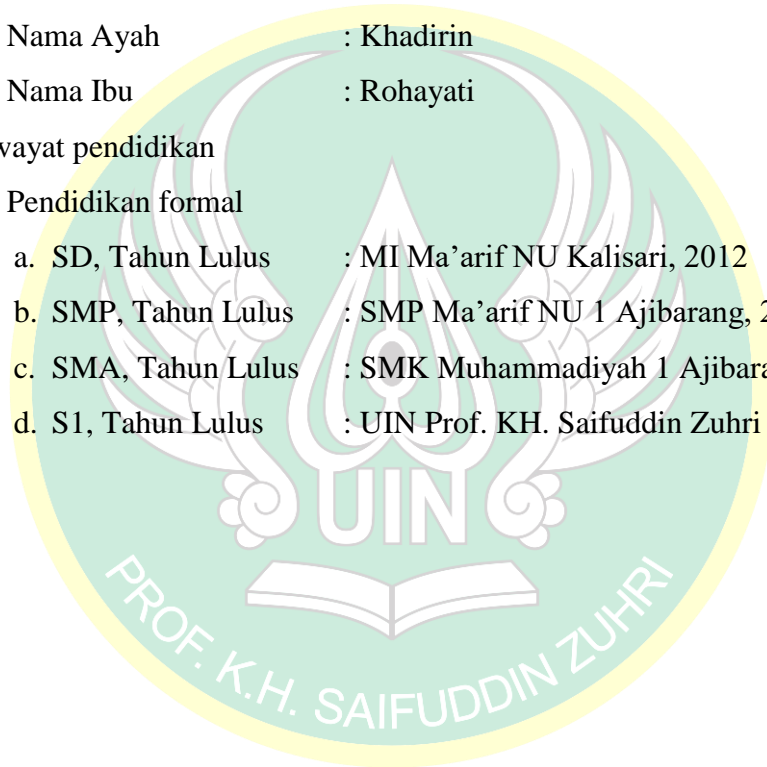 Nama Ayah : Khadirin
Nama Ibu : Rohayati
wayat pendidikan
Pendidikan formal
a. SD, Tahun Lulus : MI Ma’arif NU Kalisari, 2012
b. SMP, Tahun Lulus : SMP Ma’arif NU 1 Ajibarang, 2
c. SMA, Tahun Lulus : SMK Muhammadiyah 1 Ajibara
d. S1, Tahun Lulus : UIN Prof. KH. Saifuddin Zuhri
UIN
PROF. K.H. SAIFUDDIN ZUHRI